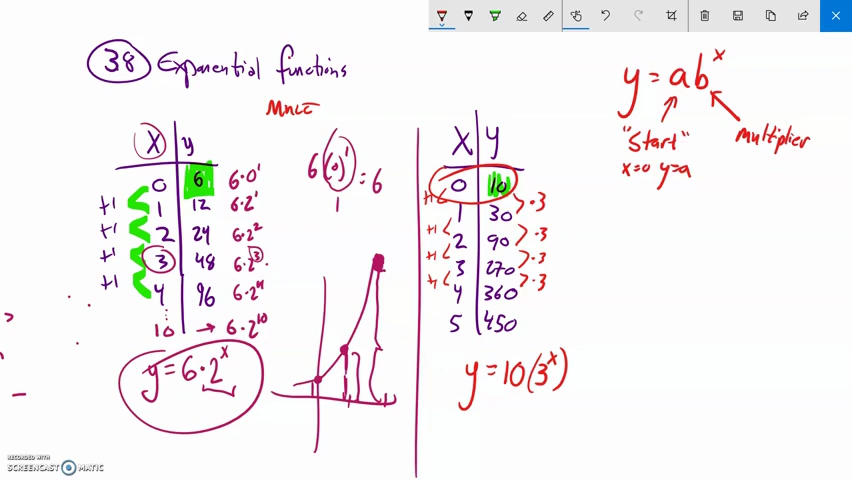 38 Exponential functions
MULT
x y
0 6 6·0¹
+1 1 12 6·2¹
+1 2 24 6·2²
+1 3 48 6·2³
+1 4 96 6·2⁴
10 → 6·2¹⁰
y = 6·2ˣ
6(0)¹ = 6
1
X Y
0 10
+1 1 30 ·3
+1 2 90 ·3
+1 3 270 ·3
+1 4 360 ·3
5 450
y = 10(3ˣ)
y = abˣ
"Start" multiplier
x=0 y=a
RECORDED WITH
SCREENCAST MATIC